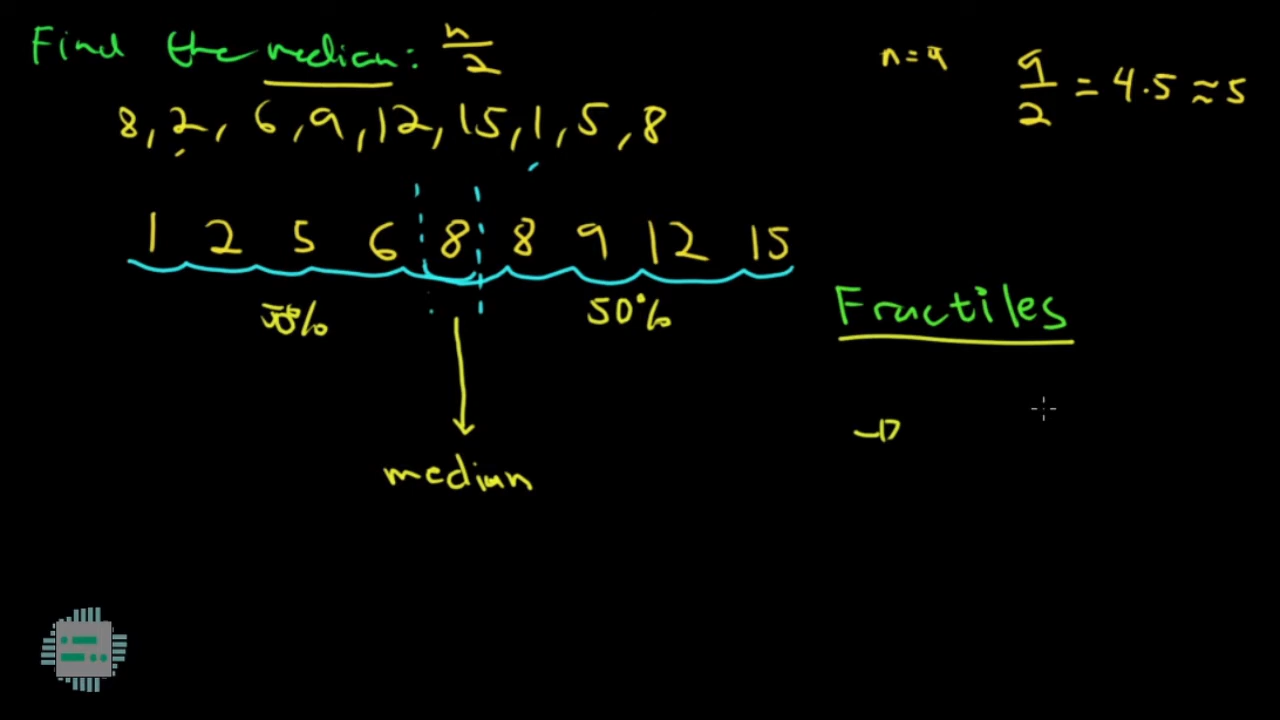 Find the median: n/2
n=9 9/2 = 4.5 ≈ 5
8, 2, 6, 9, 12, 15, 1, 5, 8
1 2 5 6 8 8 9 12 15
50% 50%
Fractiles
median